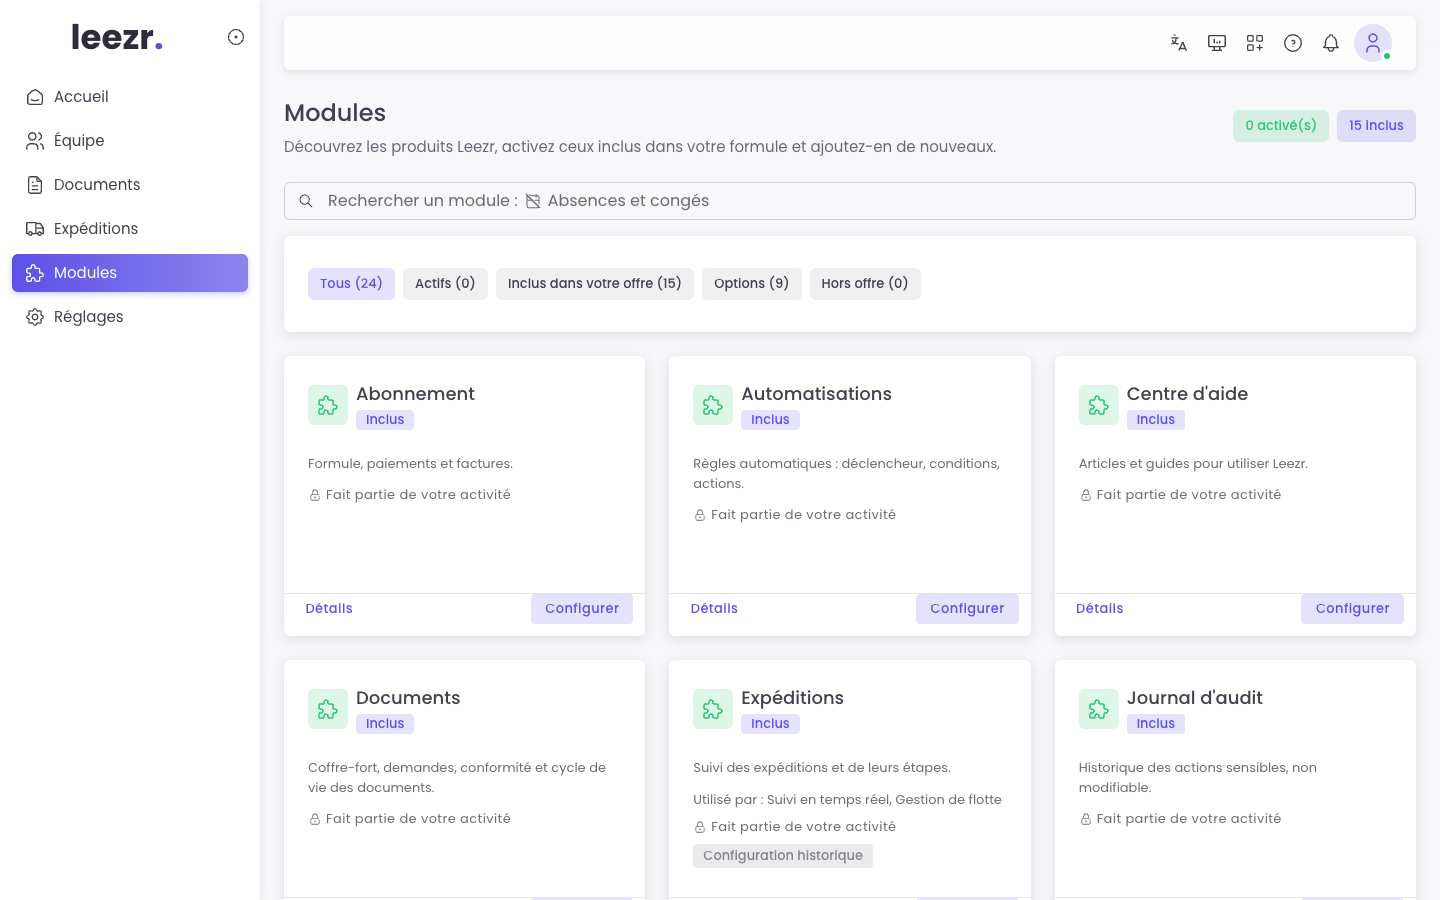 leezr.
Accueil
Équipe
Documents
Expéditions
Modules
Réglages
Modules
Découvrez les produits Leezr, activez ceux inclus dans votre formule et ajoutez-en de nouveaux.
0 activé(s)
15 inclus
Rechercher un module : Absences et congés
Tous (24)
Actifs (0)
Inclus dans votre offre (15)
Options (9)
Hors offre (0)
Abonnement
Inclus
Formule, paiements et factures.
Fait partie de votre activité
Détails
Configurer
Automatisations
Inclus
Règles automatiques : déclencheur, conditions,
actions.
Fait partie de votre activité
Détails
Configurer
Centre d'aide
Inclus
Articles et guides pour utiliser Leezr.
Fait partie de votre activité
Détails
Configurer
Documents
Inclus
Coffre-fort, demandes, conformité et cycle de
vie des documents.
Fait partie de votre activité
Expéditions
Inclus
Suivi des expéditions et de leurs étapes.
Utilisé par : Suivi en temps réel, Gestion de flotte
Fait partie de votre activité
Configuration historique
Journal d'audit
Inclus
Historique des actions sensibles, non
modifiable.
Fait partie de votre activité